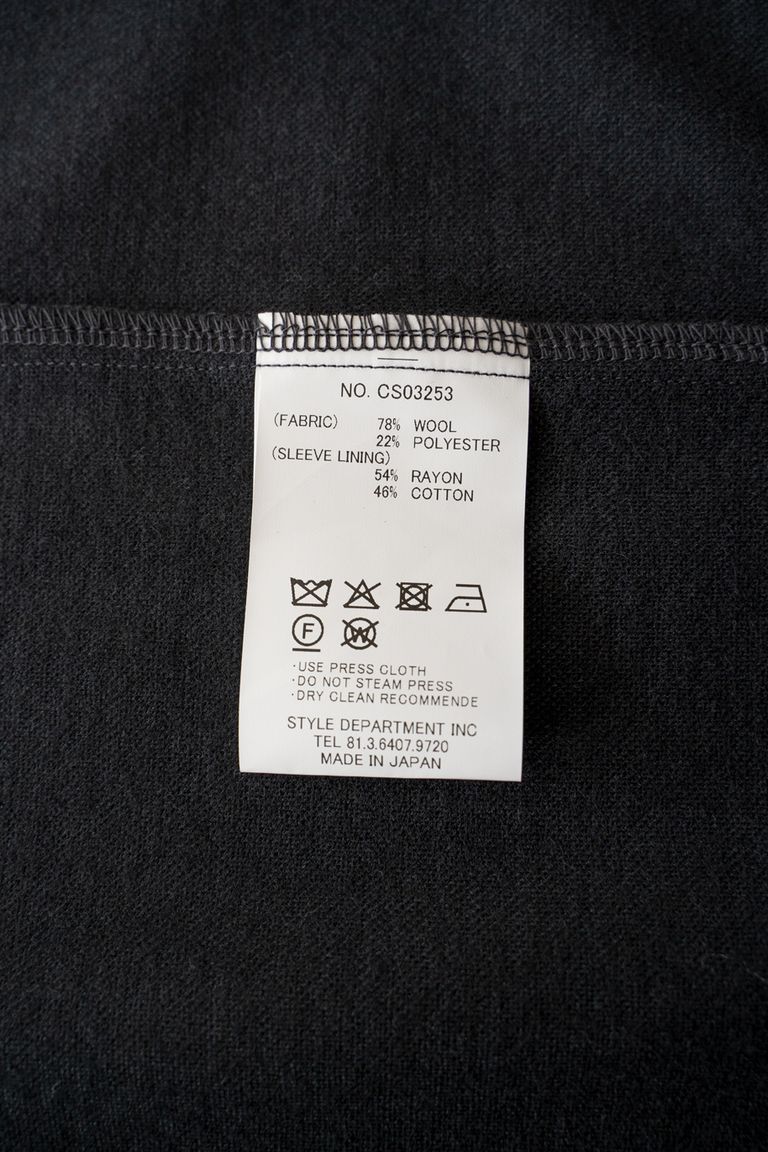 NO. CS03253
(FABRIC) 78% WOOL
22% POLYESTER
(SLEEVE LINING)
54% RAYON
46% COTTON
F W
·USE PRESS CLOTH
·DO NOT STEAM PRESS
·DRY CLEAN RECOMMENDE
STYLE DEPARTMENT INC
TEL 81.3.6407.9720
MADE IN JAPAN